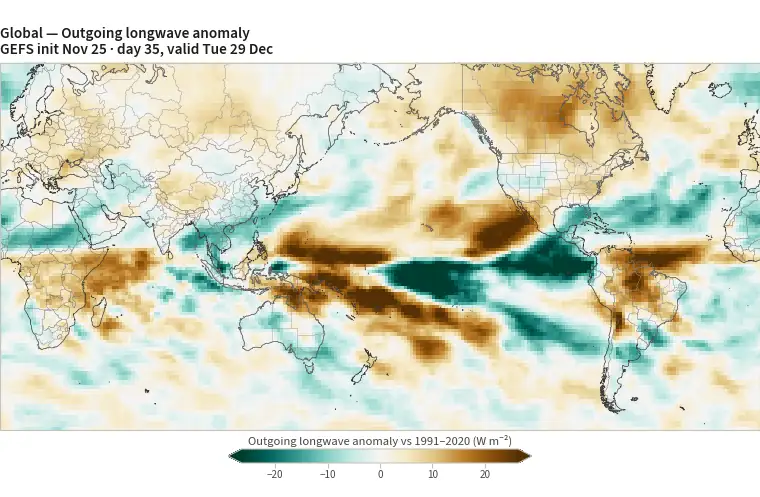 Global — Outgoing longwave anomaly
GEFS init Nov 25 · day 35, valid Tue 29 Dec
Outgoing longwave anomaly vs 1991–2020 (W m⁻²)
−20 −10 0 10 20